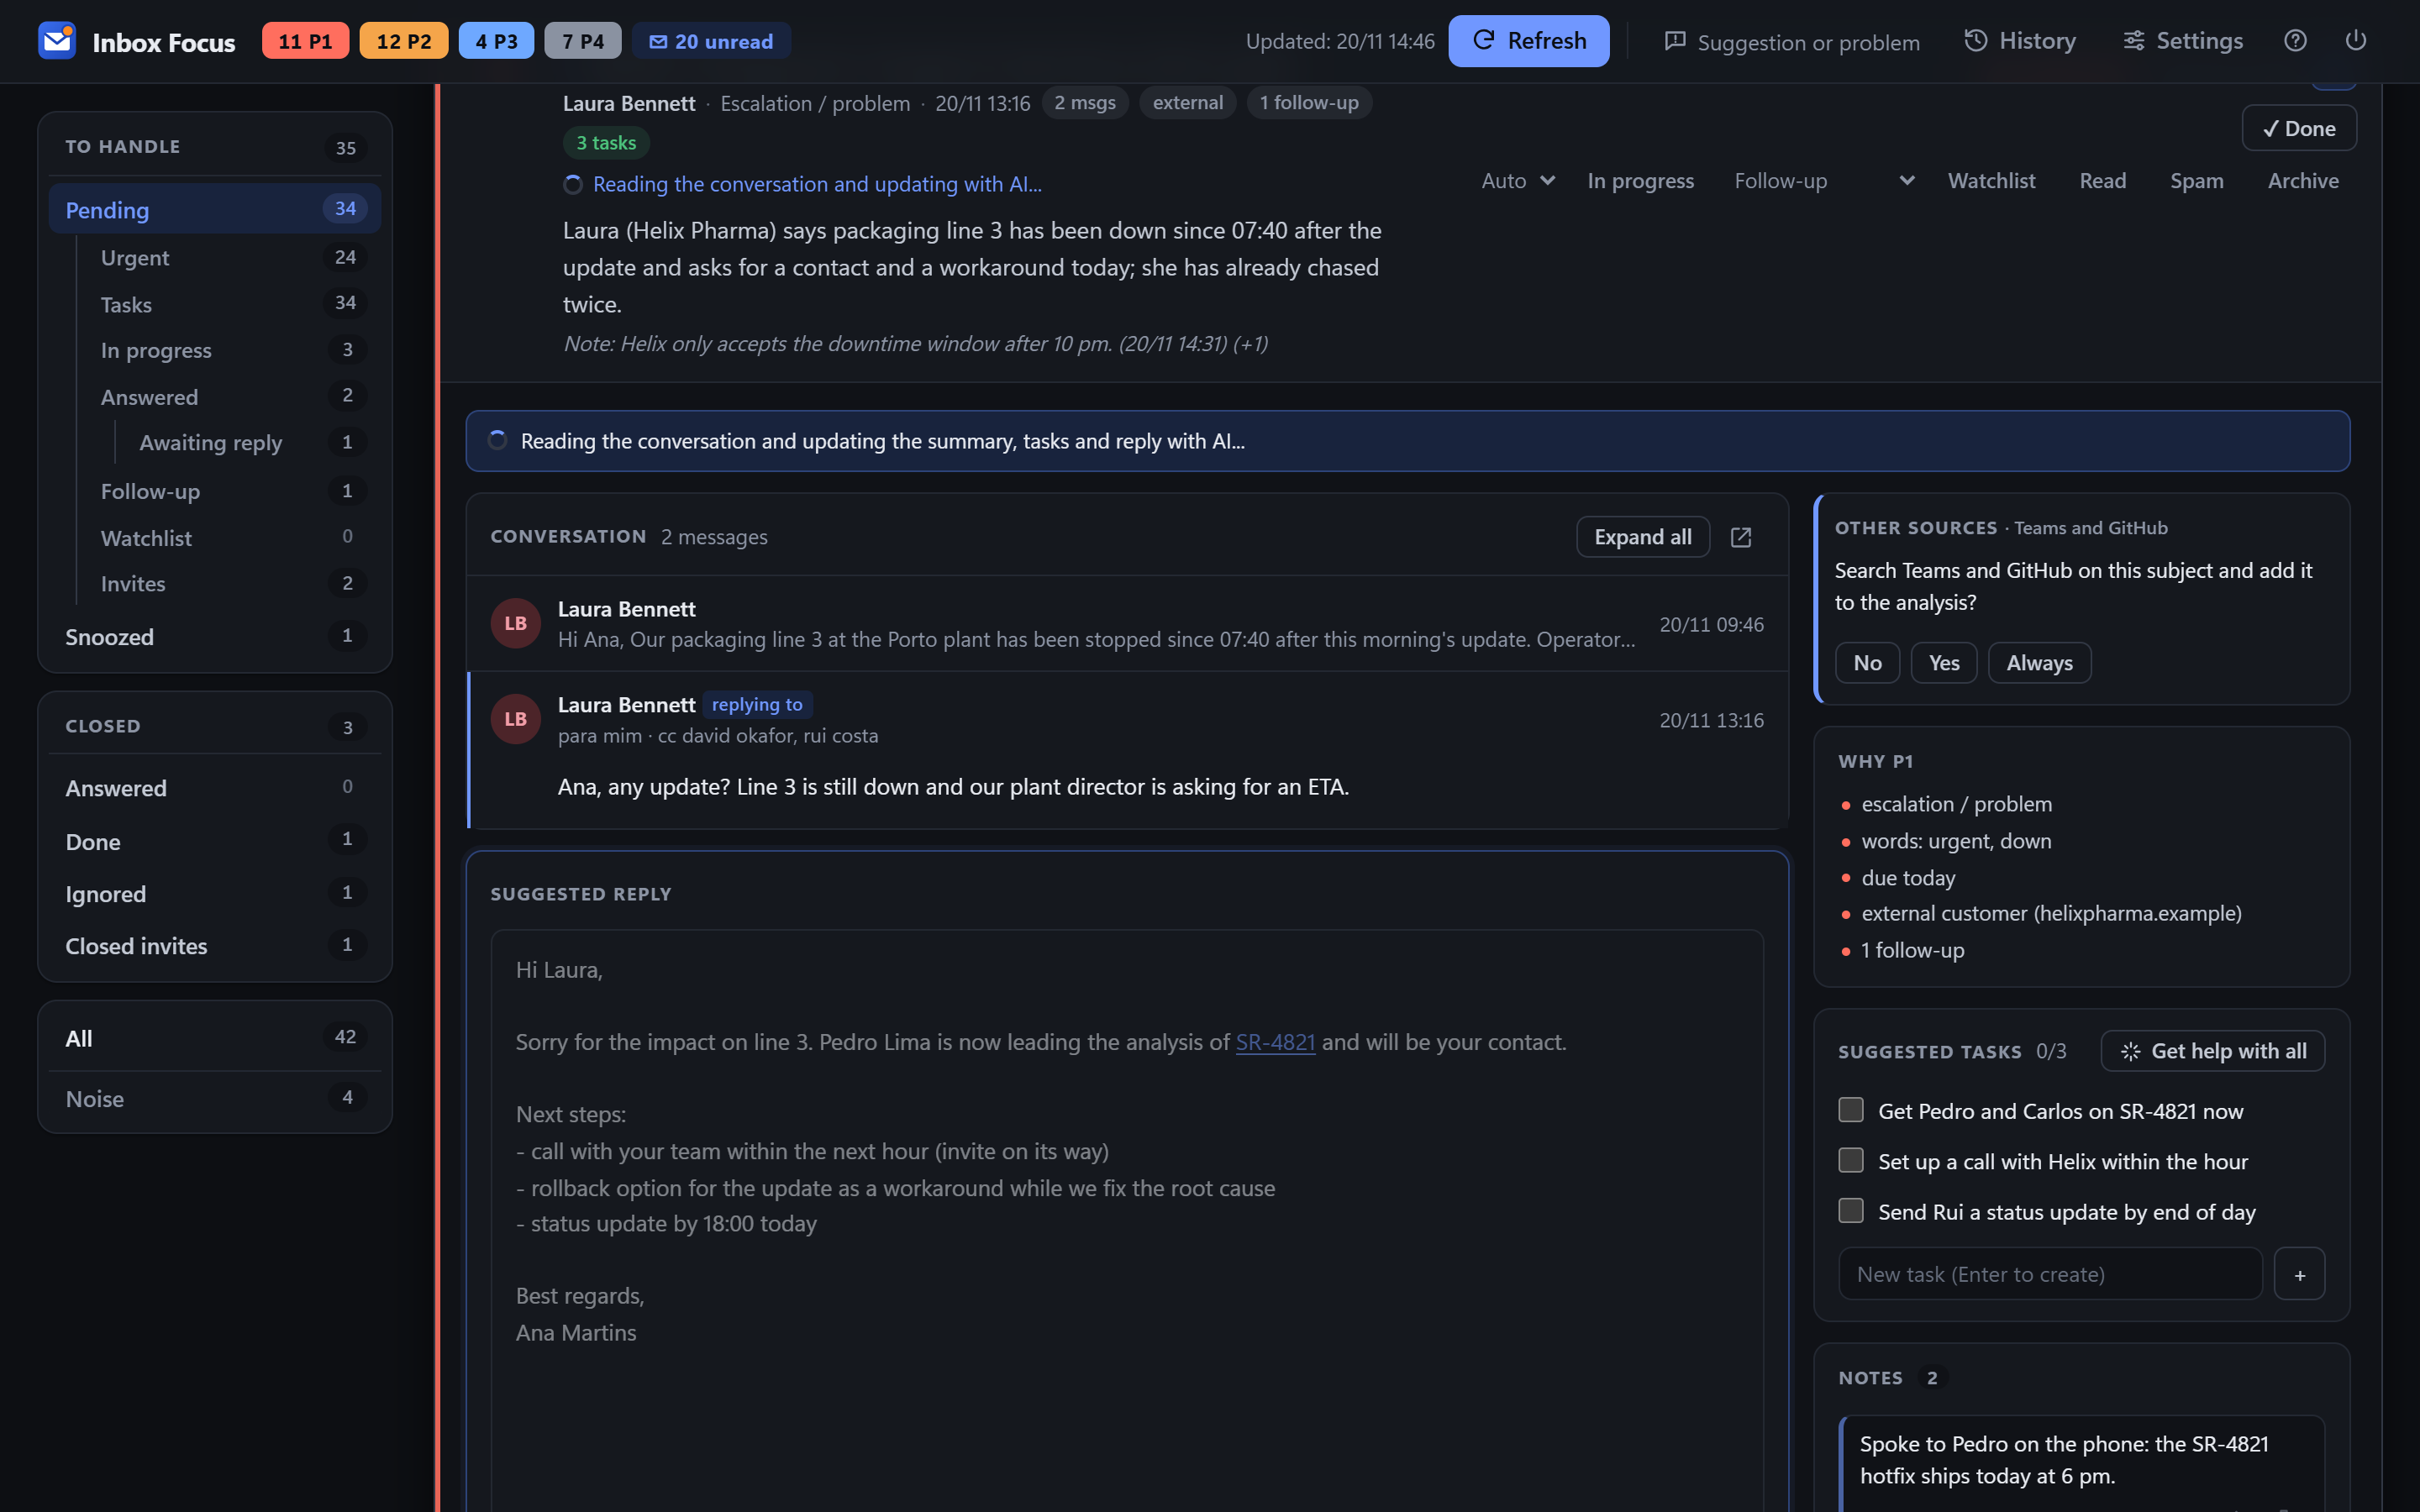 Inbox Focus
11 P1
12 P2
4 P3
7 P4
20 unread
Updated: 20/11 14:46
Refresh
Suggestion or problem
History
Settings
TO HANDLE 35
Pending 34
Urgent 24
Tasks 34
In progress 3
Answered 2
Awaiting reply 1
Follow-up 1
Watchlist 0
Invites 2
Snoozed 1
CLOSED 3
Answered 0
Done 1
Ignored 1
Closed invites 1
All 42
Noise 4
Laura Bennett · Escalation / problem · 20/11 13:16 2 msgs external 1 follow-up
3 tasks
Reading the conversation and updating with AI...
✓ Done
Auto In progress Follow-up Watchlist Read Spam Archive
Laura (Helix Pharma) says packaging line 3 has been down since 07:40 after the
update and asks for a contact and a workaround today; she has already chased
twice.
Note: Helix only accepts the downtime window after 10 pm. (20/11 14:31) (+1)
Reading the conversation and updating the summary, tasks and reply with AI...
CONVERSATION 2 messages
Expand all
LB
Laura Bennett
Hi Ana, Our packaging line 3 at the Porto plant has been stopped since 07:40 after this morning's update. Operator...
20/11 09:46
LB
Laura Bennett replying to
para mim · cc david okafor, rui costa
20/11 13:16
Ana, any update? Line 3 is still down and our plant director is asking for an ETA.
SUGGESTED REPLY
Hi Laura,
Sorry for the impact on line 3. Pedro Lima is now leading the analysis of SR-4821 and will be your contact.
Next steps:
- call with your team within the next hour (invite on its way)
- rollback option for the update as a workaround while we fix the root cause
- status update by 18:00 today
Best regards,
Ana Martins
OTHER SOURCES · Teams and GitHub
Search Teams and GitHub on this subject and add it
to the analysis?
No Yes Always
WHY P1
escalation / problem
words: urgent, down
due today
external customer (helixpharma.example)
1 follow-up
SUGGESTED TASKS 0/3
Get help with all
Get Pedro and Carlos on SR-4821 now
Set up a call with Helix within the hour
Send Rui a status update by end of day
New task (Enter to create)
+
NOTES 2
Spoke to Pedro on the phone: the SR-4821
hotfix ships today at 6 pm.